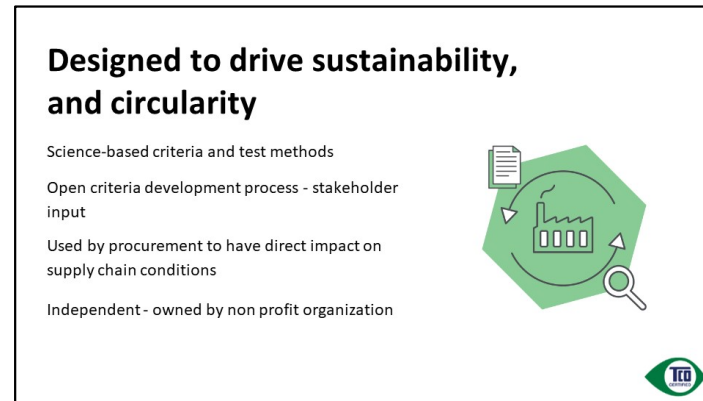 Designed to drive sustainability,
and circularity
Science-based criteria and test methods
Open criteria development process - stakeholder
input
Used by procurement to have direct impact on
supply chain conditions
Independent - owned by non profit organization
TCO
CERTIFIED